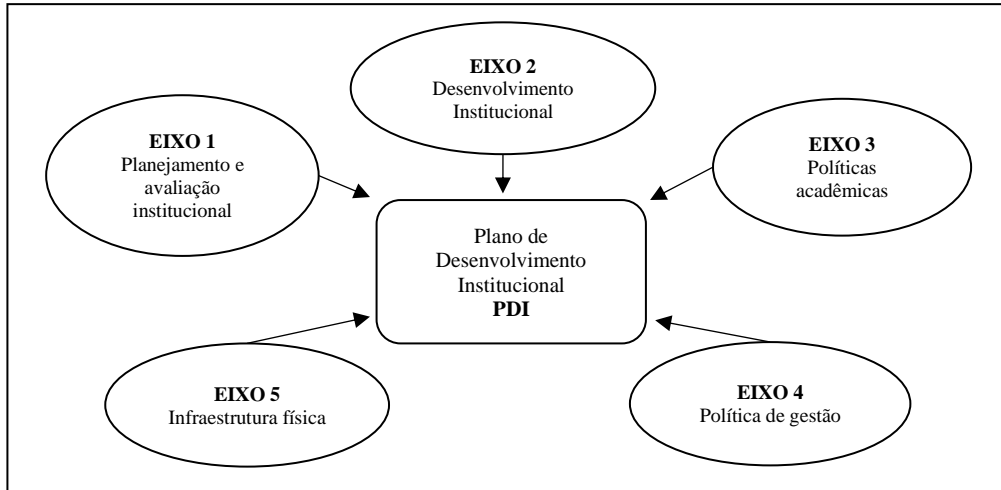 EIXO 1
Planejamento e
avaliação
institucional
EIXO 2
Desenvolvimento
Institucional
EIXO 3
Políticas
acadêmicas
Plano de
Desenvolvimento
Institucional
PDI
EIXO 5
Infraestrutura física
EIXO 4
Política de gestão